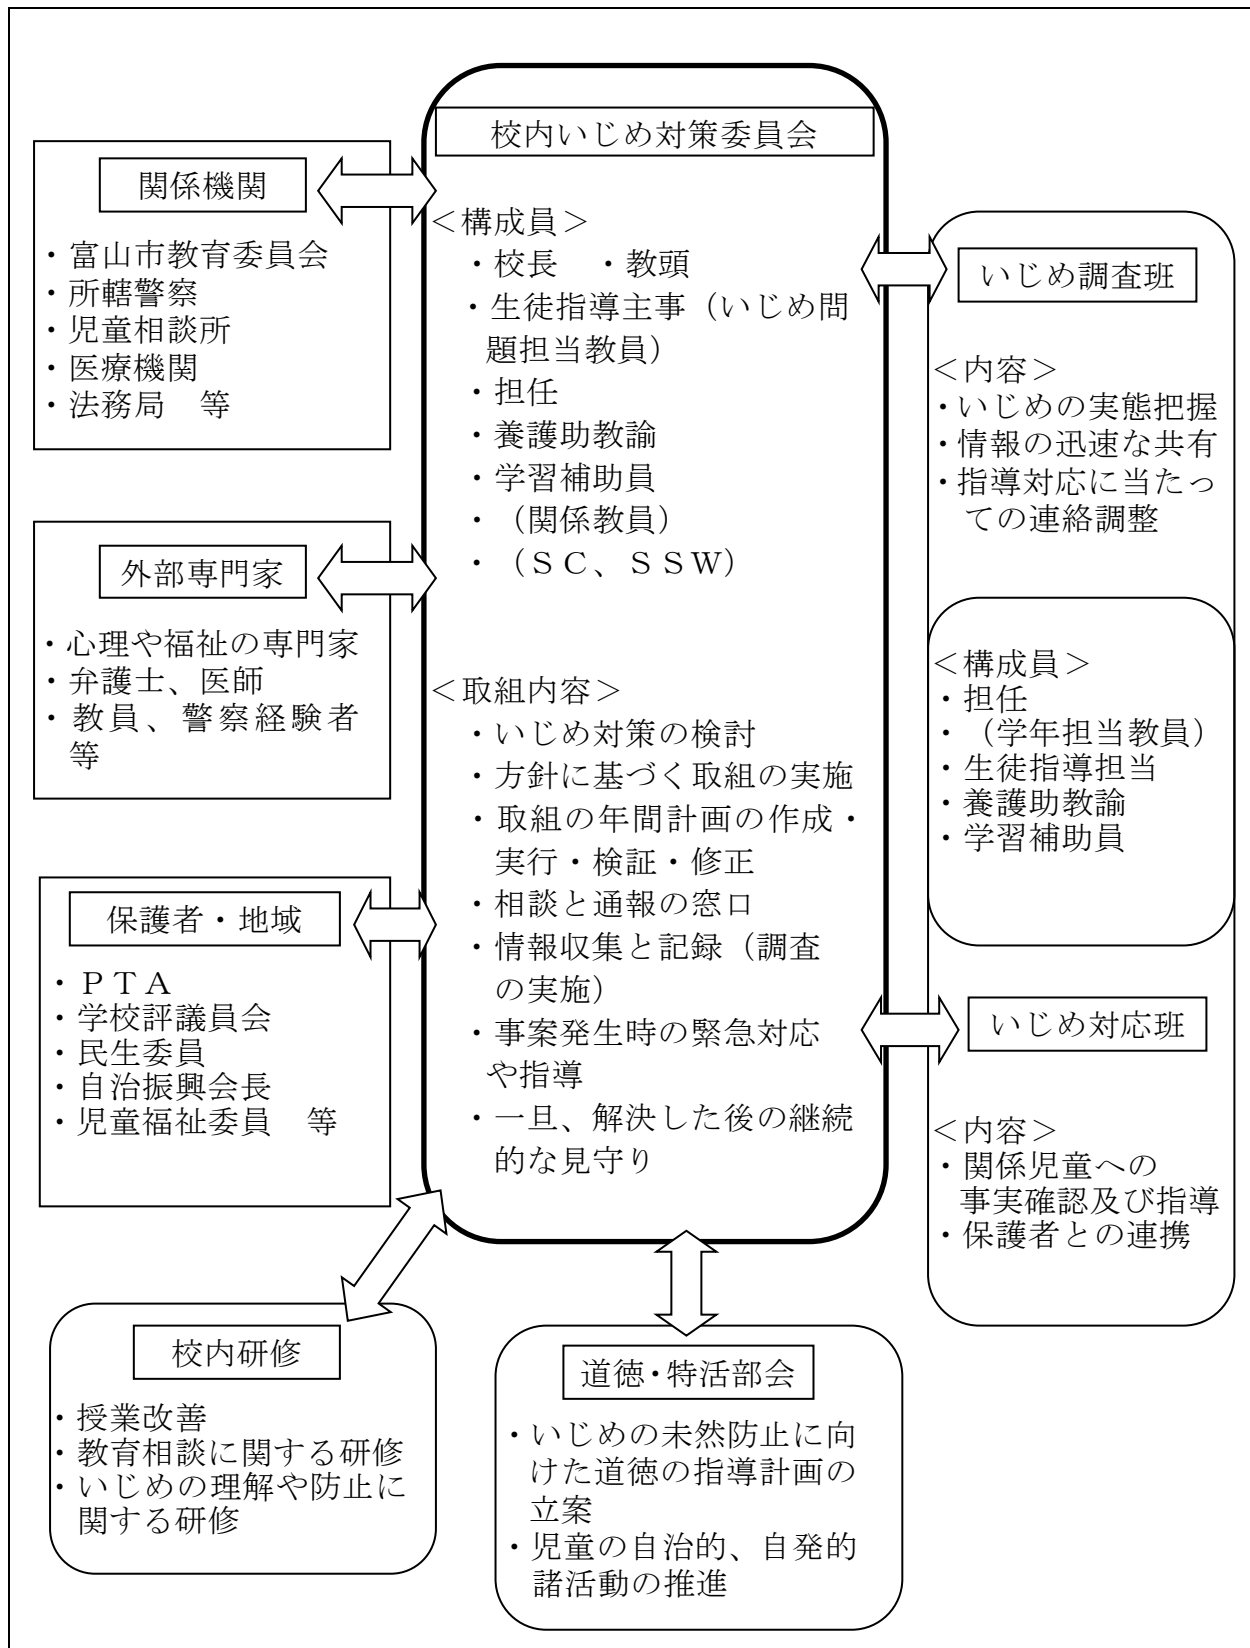 校内いじめ対策委員会
<構成員>
・校長　・教頭
・生徒指導主事（いじめ問
題担当教員）
・担任
・養護助教諭
・学習補助員
・（関係教員）
・（ＳＣ、ＳＳＷ）
<取組内容>
・いじめ対策の検討
・方針に基づく取組の実施
・取組の年間計画の作成・
実行・検証・修正
・相談と通報の窓口
・情報収集と記録（調査
の実施）
・事案発生時の緊急対応
や指導
・一旦、解決した後の継続
的な見守り
関係機関
・富山市教育委員会
・所轄警察
・児童相談所
・医療機関
・法務局　等
外部専門家
・心理や福祉の専門家
・弁護士、医師
・教員、警察経験者
等
保護者・地域
・ＰＴＡ
・学校評議員会
・民生委員
・自治振興会長
・児童福祉委員　等
いじめ調査班
<内容>
・いじめの実態把握
・情報の迅速な共有
・指導対応に当たっ
ての連絡調整
<構成員>
・担任
・（学年担当教員）
・生徒指導担当
・養護助教諭
・学習補助員
いじめ対応班
<内容>
・関係児童への
事実確認及び指導
・保護者との連携
校内研修
・授業改善
・教育相談に関する研修
・いじめの理解や防止に
関する研修
道徳・特活部会
・いじめの未然防止に向
けた道徳の指導計画の
立案
・児童の自治的、自発的
諸活動の推進